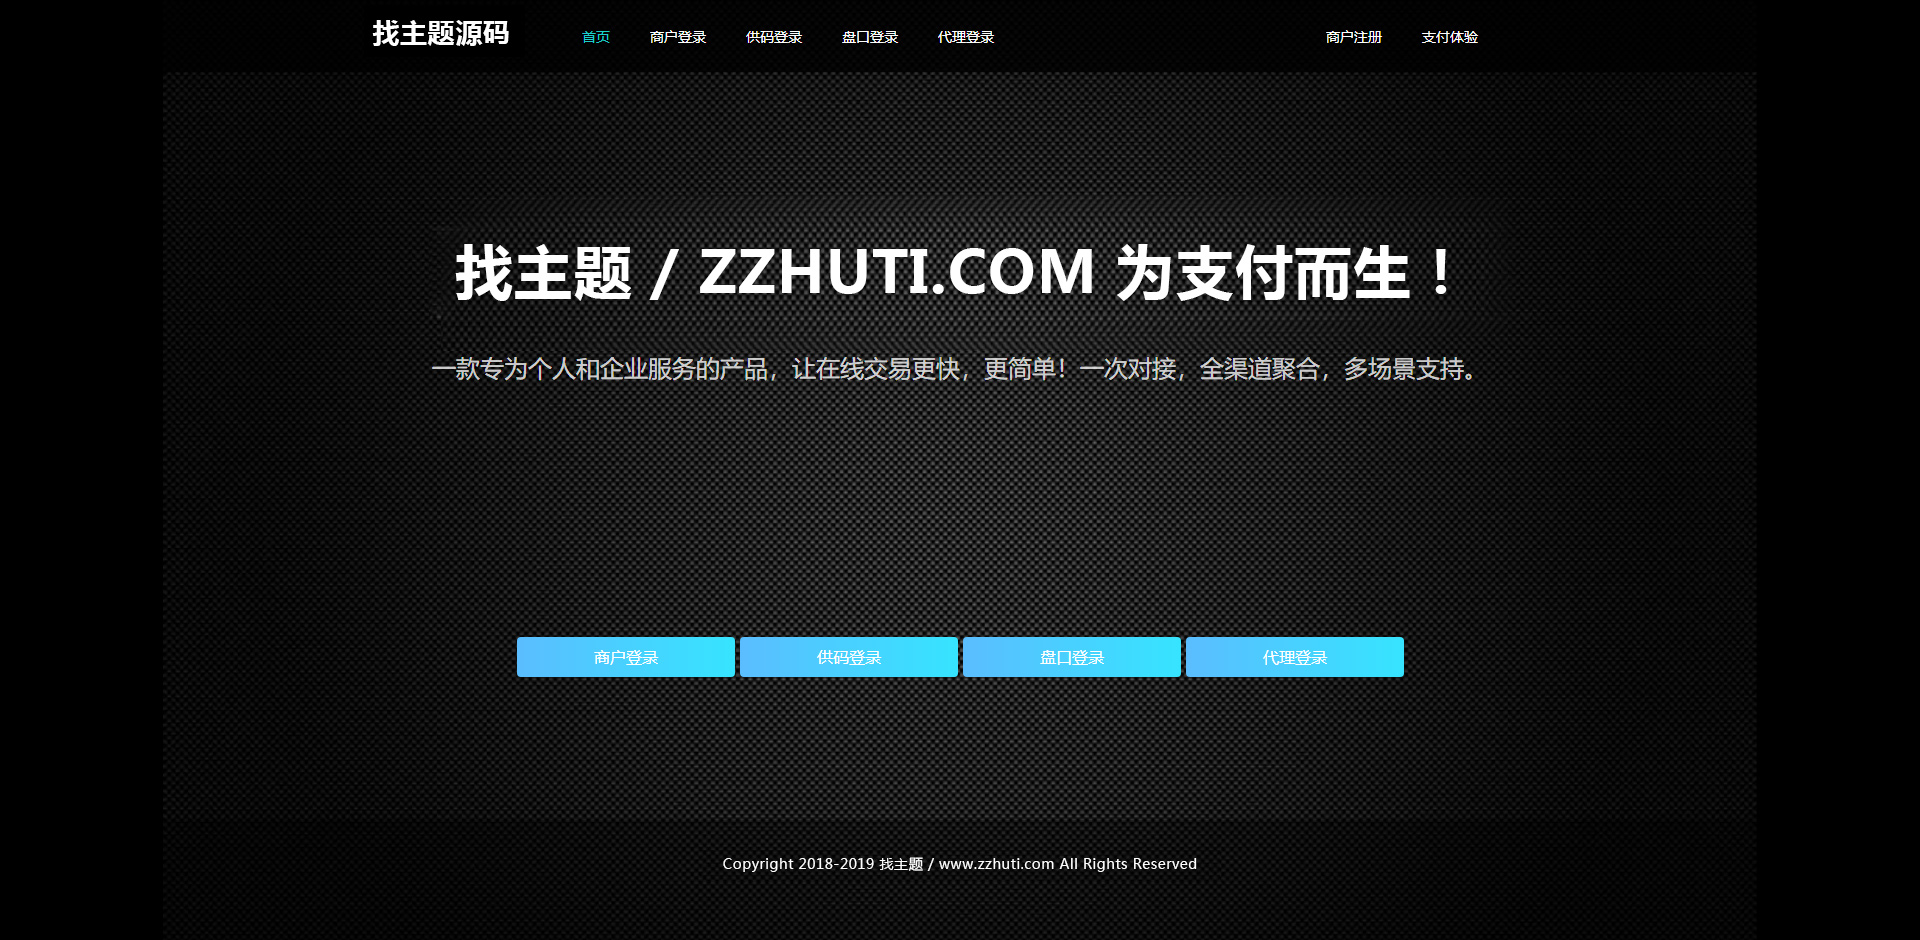 找主题源码
首页 商户登录 供码登录 盘口登录 代理登录 商户注册 支付体验
找主题 / ZZHUTI.COM 为支付而生！
一款专为个人和企业服务的产品，让在线交易更快，更简单！一次对接，全渠道聚合，多场景支持。
商户登录 供码登录 盘口登录 代理登录
Copyright 2018-2019 找主题 / www.zzhuti.com All Rights Reserved